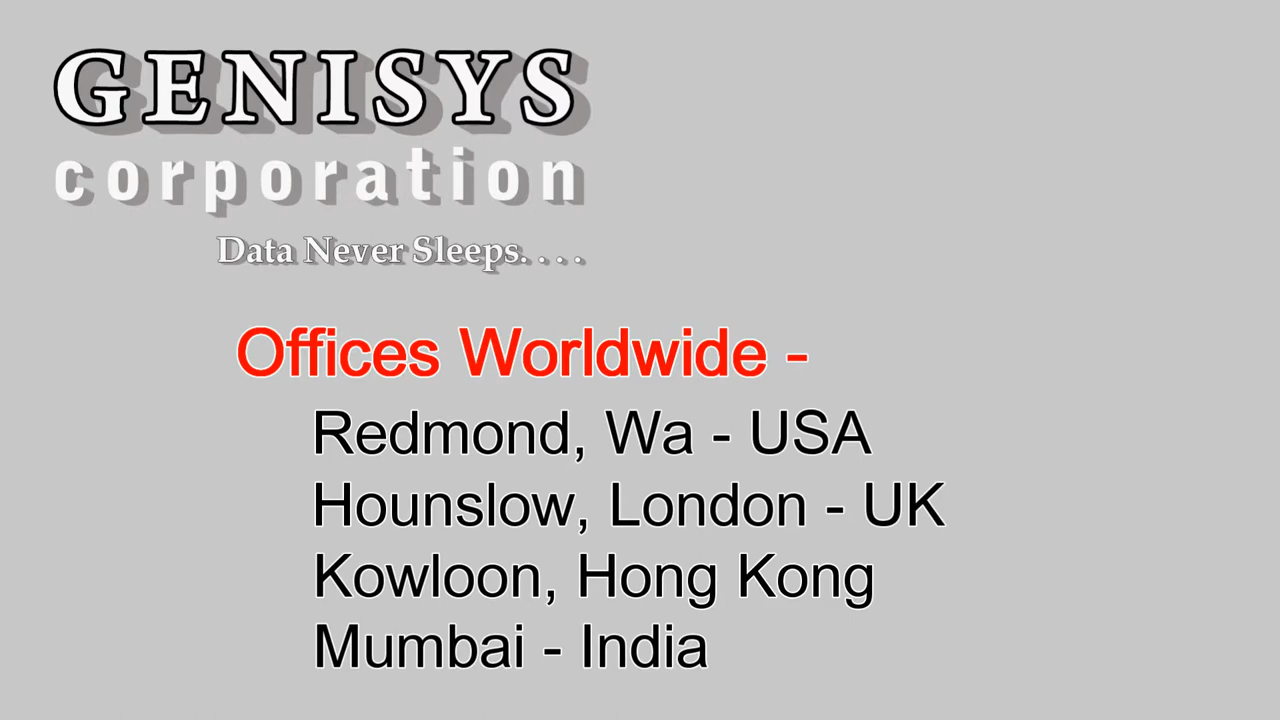 GENISYS
corporation
Data Never Sleeps. . . .
Offices Worldwide -
Redmond, Wa - USA
Hounslow, London - UK
Kowloon, Hong Kong
Mumbai - India